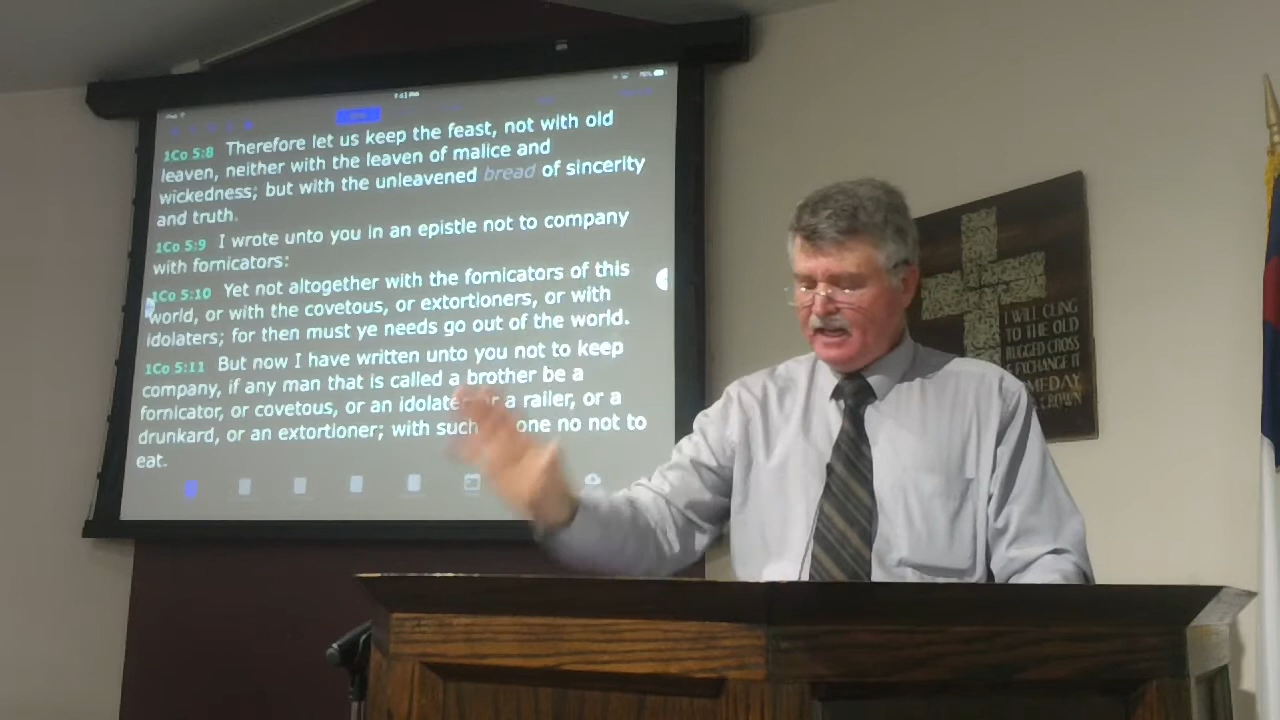 1Co 5:8 Therefore let us keep the feast, not with old
leaven, neither with the leaven of malice and
wickedness; but with the unleavened bread of sincerity
and truth.
1Co 5:9 I wrote unto you in an epistle not to company
with fornicators:
1Co 5:10 Yet not altogether with the fornicators of this
world, or with the covetous, or extortioners, or with
idolaters; for then must ye needs go out of the world.
1Co 5:11 But now I have written unto you not to keep
company, if any man that is called a brother be a
fornicator, or covetous, or an idolater a railer, or a
drunkard, or an extortioner; with such one no not to
eat.
I WILL CLING
TO THE OLD
RUGGED CROSS
EXCHANGE IT
SOMEDAY
CROWN